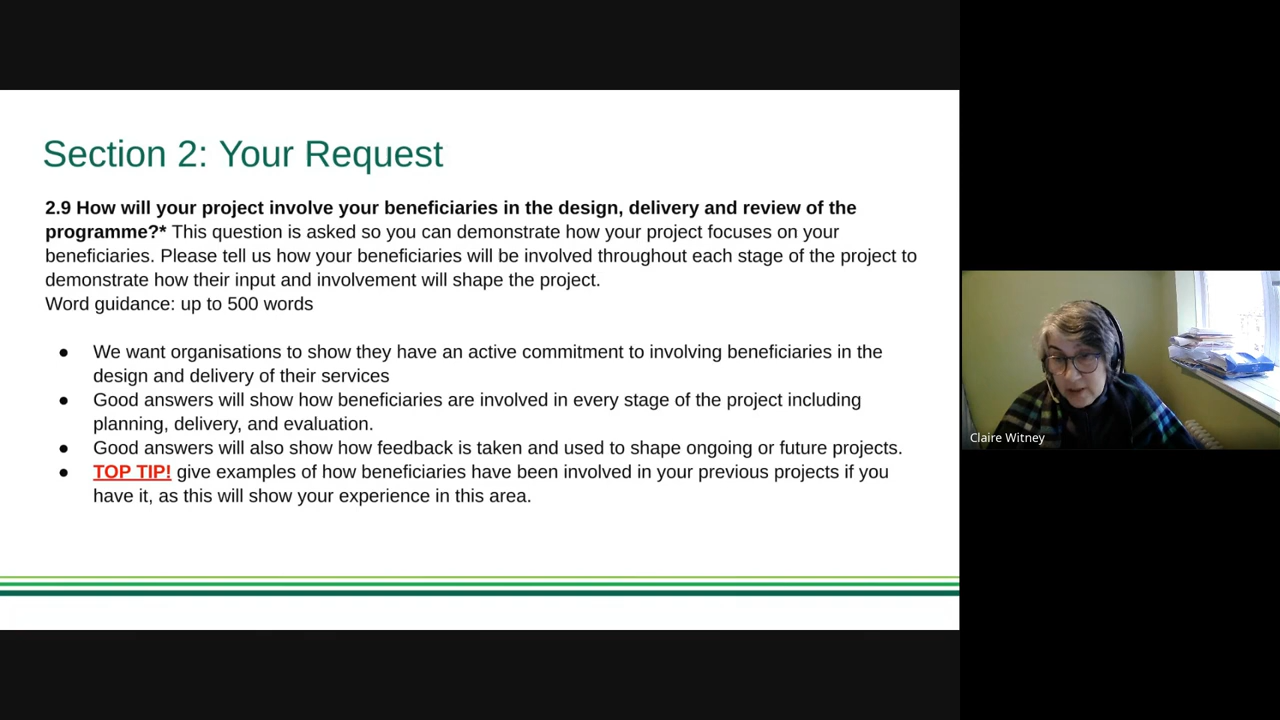 Section 2: Your Request
2.9 How will your project involve your beneficiaries in the design, delivery and review of the
programme?* This question is asked so you can demonstrate how your project focuses on your
beneficiaries. Please tell us how your beneficiaries will be involved throughout each stage of the project to
demonstrate how their input and involvement will shape the project.
Word guidance: up to 500 words
● We want organisations to show they have an active commitment to involving beneficiaries in the
design and delivery of their services
● Good answers will show how beneficiaries are involved in every stage of the project including
planning, delivery, and evaluation.
● Good answers will also show how feedback is taken and used to shape ongoing or future projects.
● TOP TIP! give examples of how beneficiaries have been involved in your previous projects if you
have it, as this will show your experience in this area.
Claire Witney